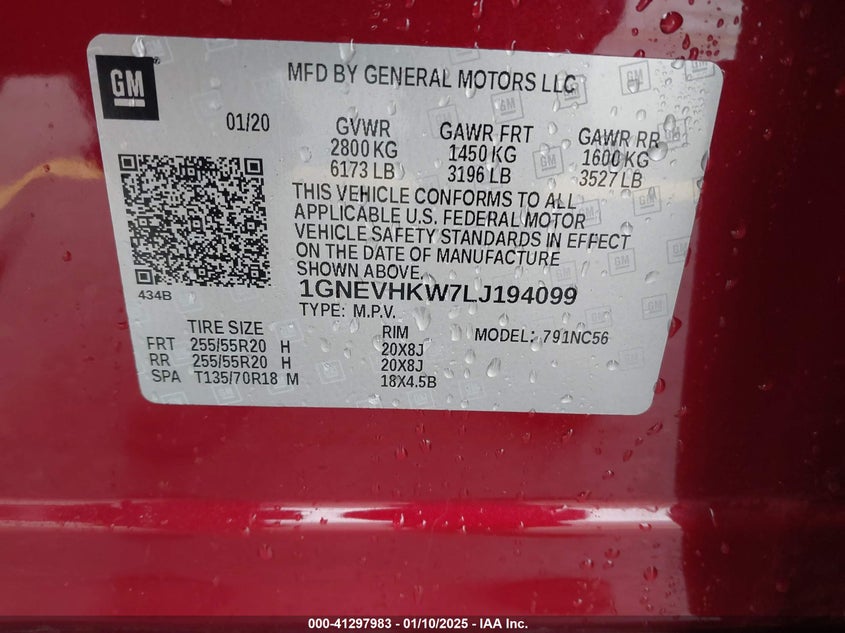 GM
MFD BY GENERAL MOTORS LLC
01/20
GVWR
2800 KG
6173 LB
GAWR FRT
1450 KG
3196 LB
GAWR RR
1600 KG
3527 LB
THIS VEHICLE CONFORMS TO ALL
APPLICABLE U.S. FEDERAL MOTOR
VEHICLE SAFETY STANDARDS IN EFFECT
ON THE DATE OF MANUFACTURE
SHOWN ABOVE.
434B
1GNEVHKW7LJ194099
TYPE: M.P.V.
MODEL: 791NC56
TIRE SIZE RIM
FRT 255/55R20 H 20X8J
RR 255/55R20 H 20X8J
SPA T135/70R18 M 18X4.5B
000-41297983 - 01/10/2025 - IAA Inc.